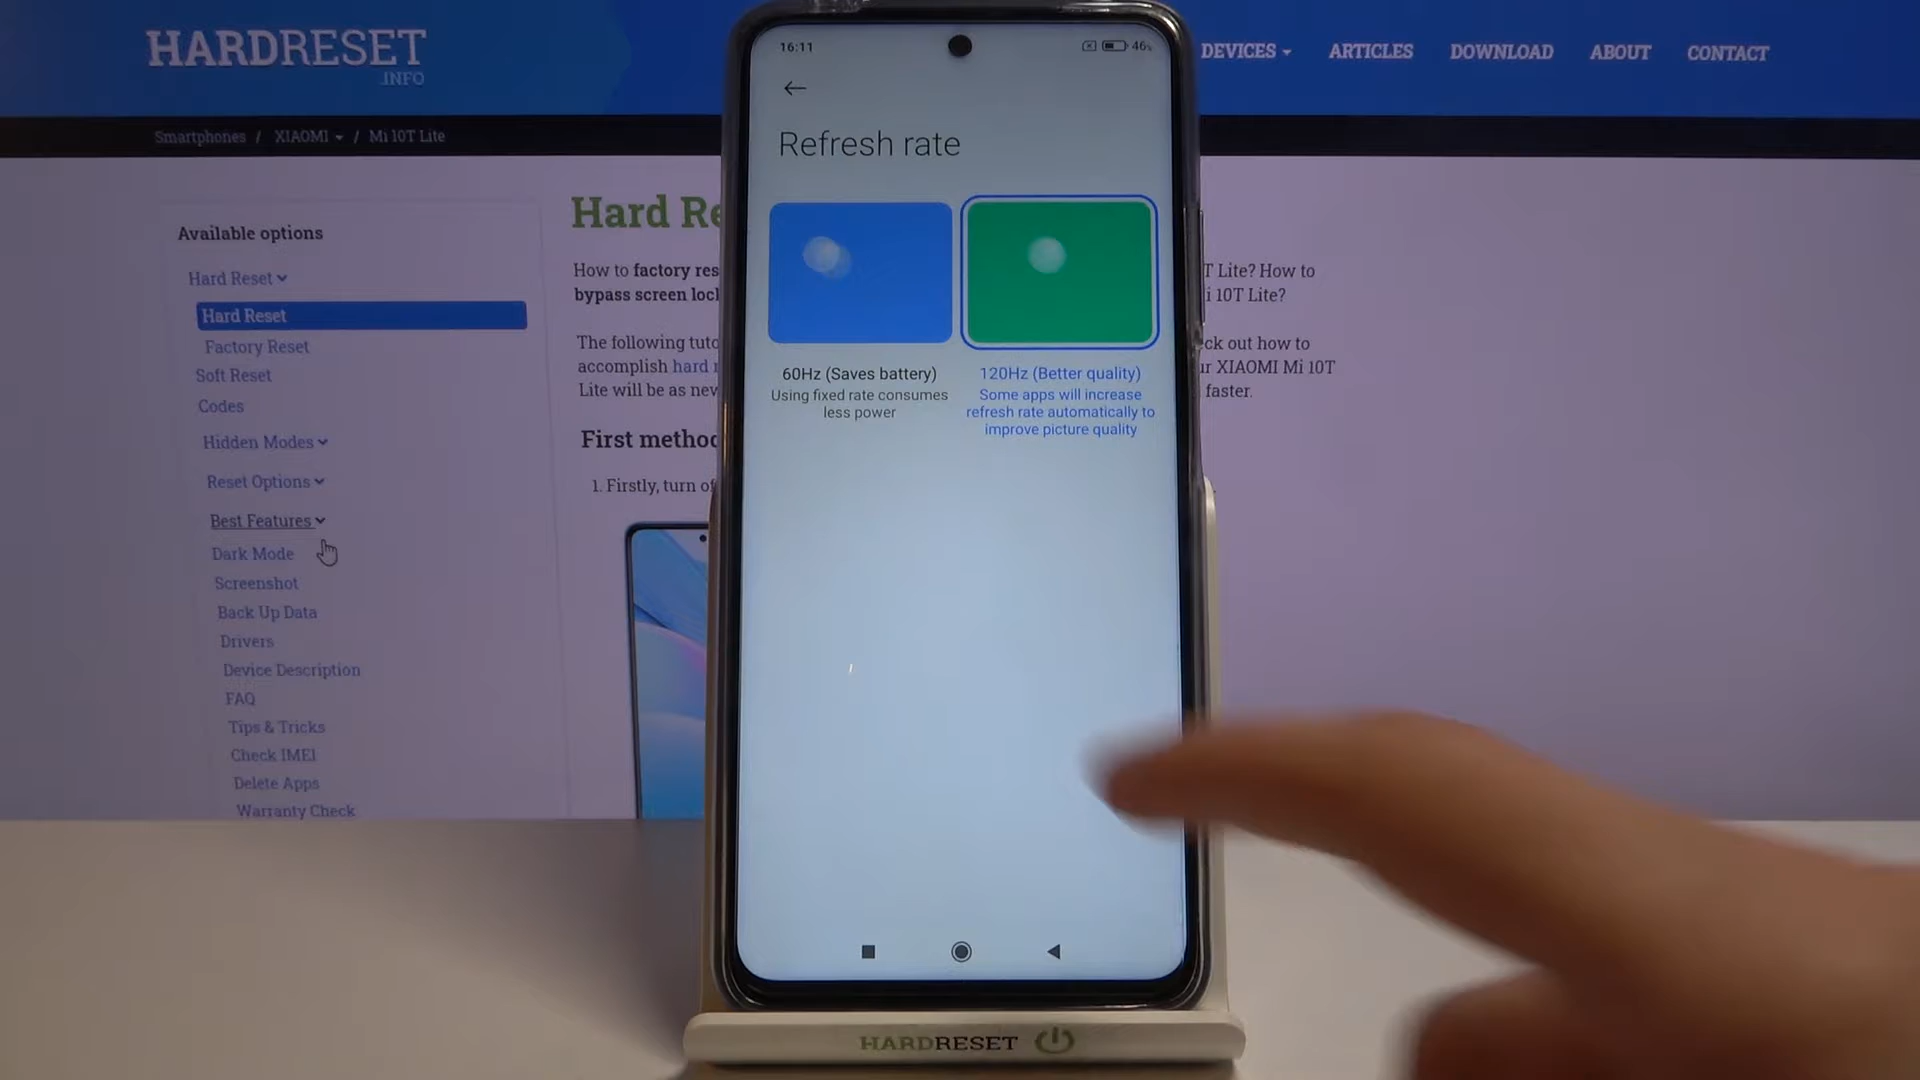 HARDRESET
.INFO
DEVICES
ARTICLES
DOWNLOAD
ABOUT
CONTACT
Smartphones / XIAOMI / Mi 10T Lite
Available options
Hard Reset
Hard Reset
Factory Reset
Soft Reset
Codes
Hidden Modes
Reset Options
Best Features
Dark Mode
Screenshot
Back Up Data
Drivers
Device Description
FAQ
Tips & Tricks
Check IMEI
Delete Apps
Warranty Check
Hard Re
How to factory res
bypass screen loc
The following tuto
accomplish hard r
Lite will be as new
First method
1. Firstly, turn of
T Lite? How to
i 10T Lite?
ck out how to
ur XIAOMI Mi 10T
faster.
16:11
46%
Refresh rate
60Hz (Saves battery)
Using fixed rate consumes
less power
120Hz (Better quality)
Some apps will increase
refresh rate automatically to
improve picture quality
HARDRESET